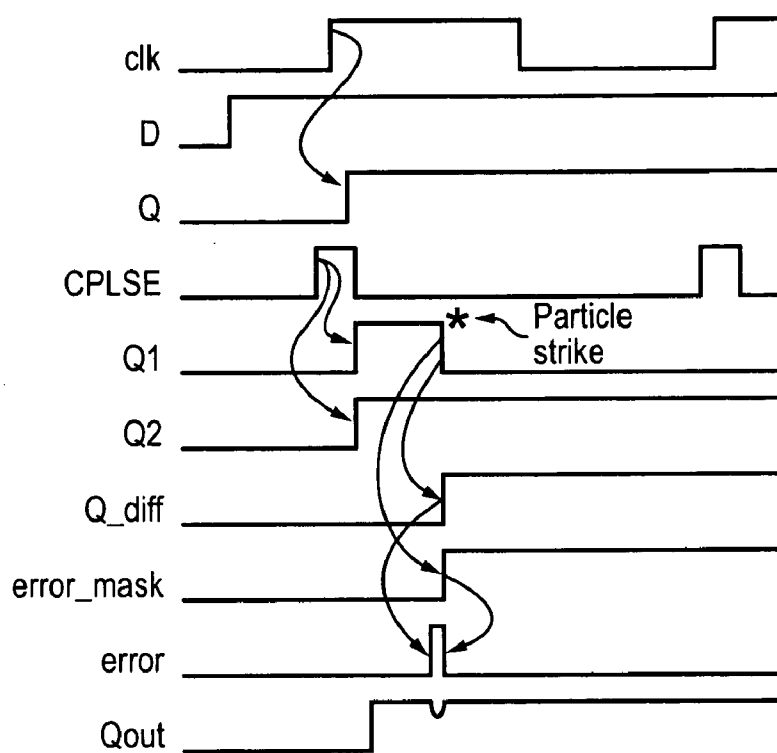 clk
D
Q
CPLSE
* Particle
strike
Q1
Q2
Q_diff
error_mask
error
Qout